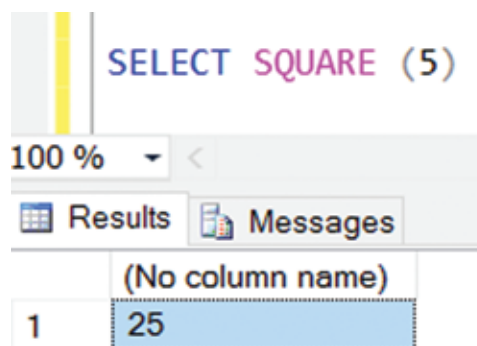 SELECT SQUARE (5)
100 %
Results Messages
(No column name)
1 25